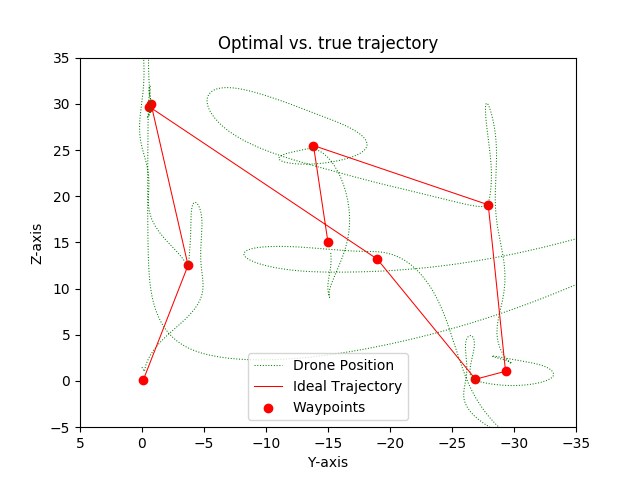 Optimal vs. true trajectory
35
30
25
20
15
10
5
0
−5
Z-axis
Drone Position
Ideal Trajectory
Waypoints
5 0 −5 −10 −15 −20 −25 −30 −35
Y-axis